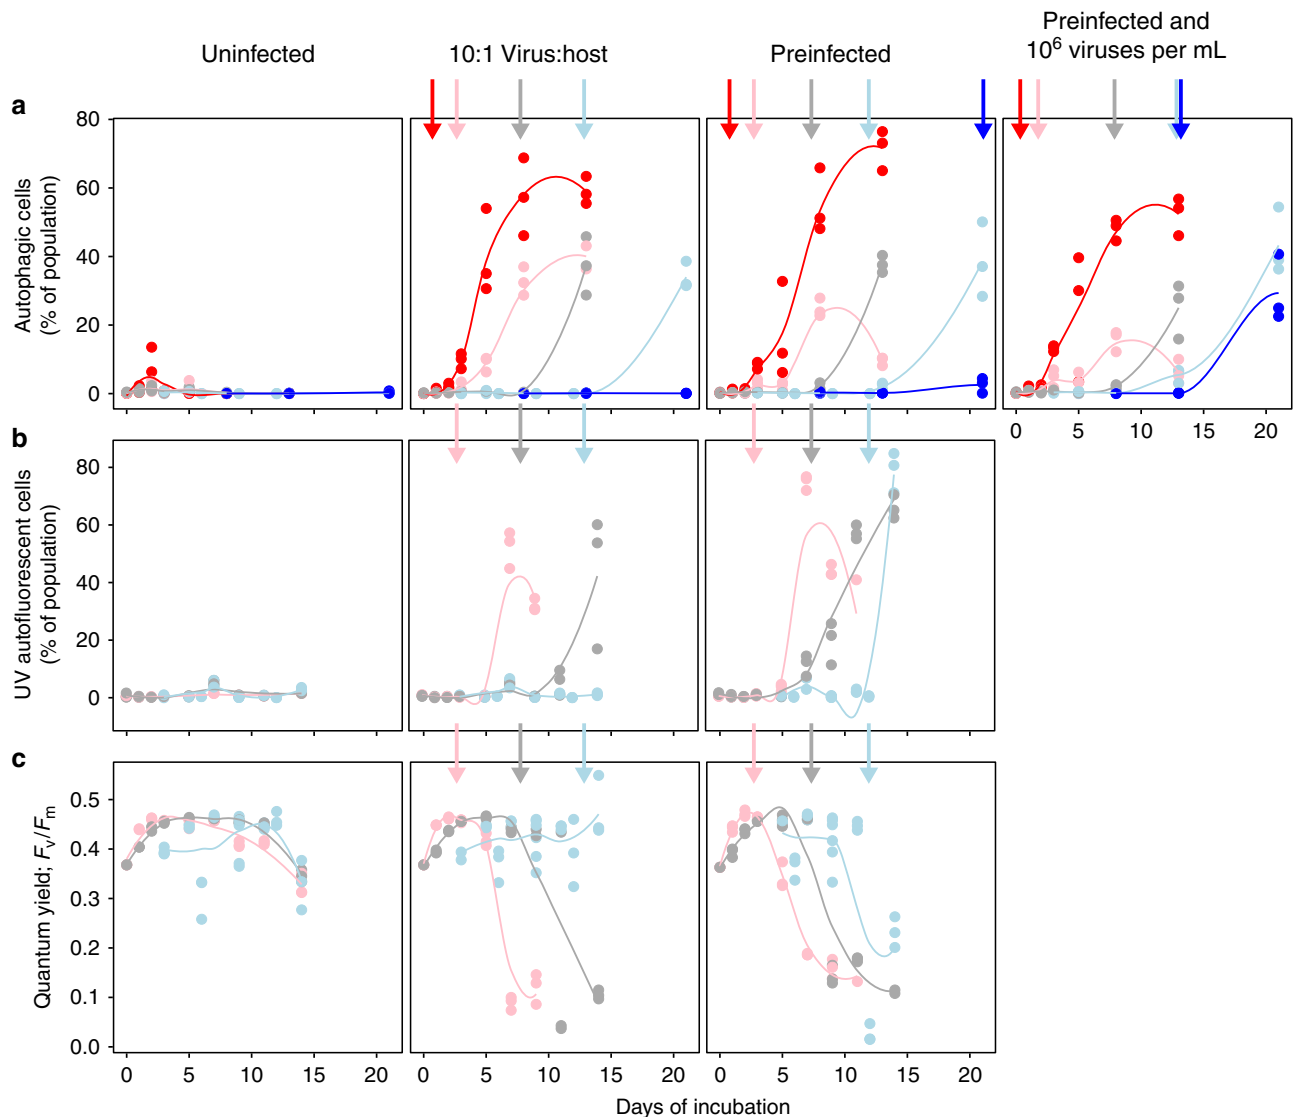 Uninfected
10:1 Virus:host
Preinfected
Preinfected and
10⁶ viruses per mL
a
Autophagic cells
(% of population)
80
60
40
20
0
0 5 10 15 20
b
UV autofluorescent cells
(% of population)
80
60
40
20
0
c
Quantum yield; Fv/Fm
0.5
0.4
0.3
0.2
0.1
0.0
0 5 10 15 20
0 5 10 15 20
0 5 10 15 20
Days of incubation